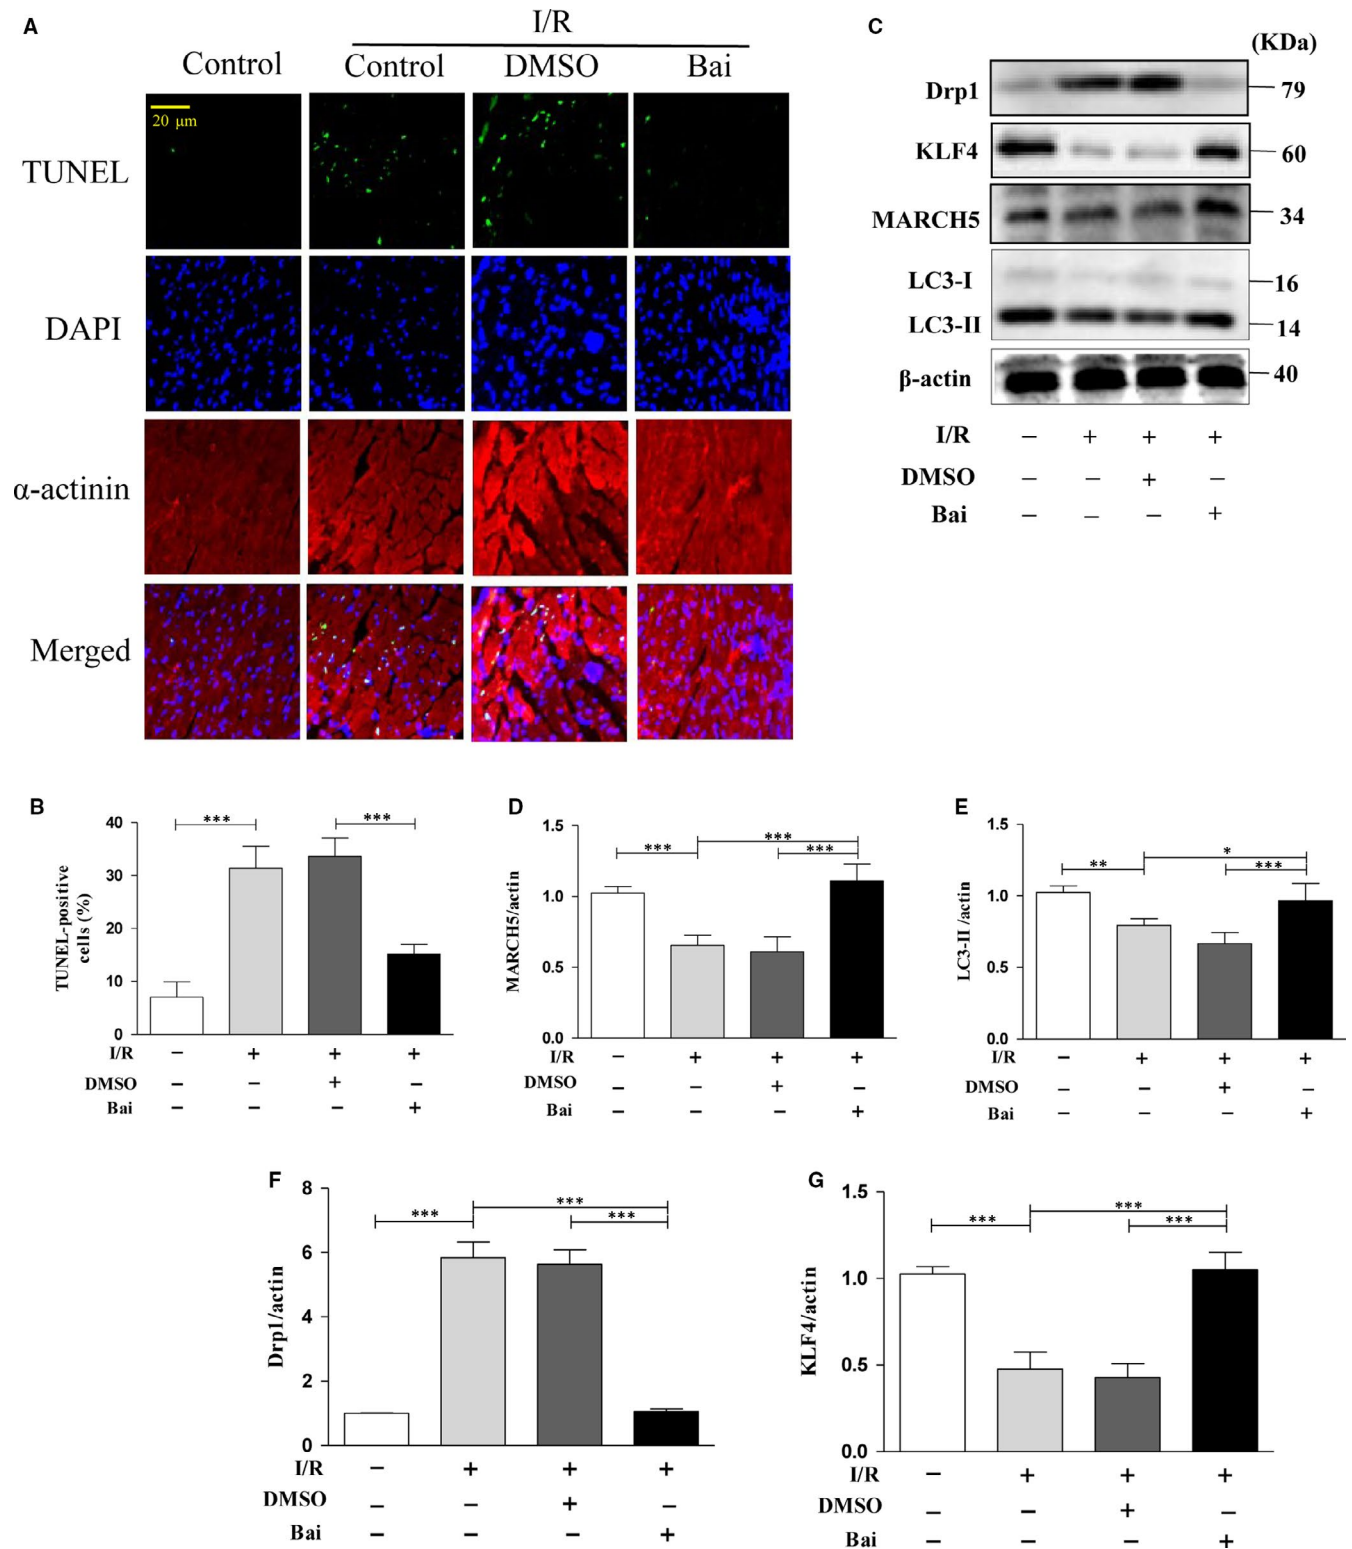 A
I/R
Control Control DMSO Bai
20 μm
TUNEL
DAPI
α-actinin
Merged
C
(KDa)
Drp1 79
KLF4 60
MARCH5 34
LC3-I 16
LC3-II 14
β-actin 40
I/R − + + +
DMSO − − + −
Bai − − − +
B
TUNEL-positive
cells (%)
40
30
20
10
0
*** ***
I/R − + + +
DMSO − − + −
Bai − − − +
D
MARCH5/actin
1.5
1.0
0.5
0.0
***
*** ***
I/R − + + +
DMSO − − + −
Bai − − − +
E
LC3-II /actin
1.5
1.0
0.5
0.0
*
** ***
I/R − + + +
DMSO − − + −
Bai − − − +
F
Drp1/actin
8
6
4
2
0
***
*** ***
I/R − + + +
DMSO − − + −
Bai − − − +
G
KLF4/actin
1.5
1.0
0.5
0.0
***
*** ***
I/R − + + +
DMSO − − + −
Bai − − − +